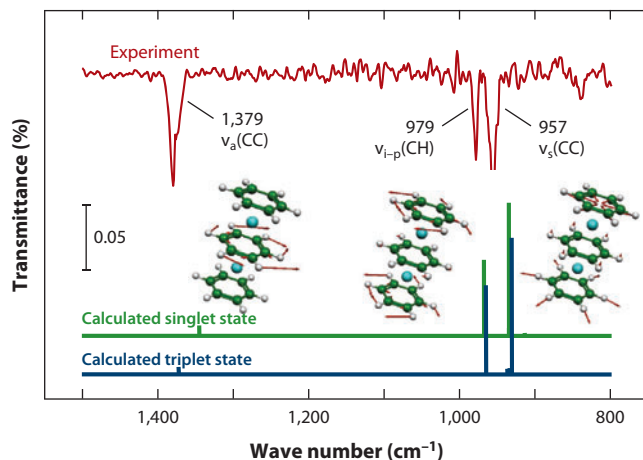 Experiment
1,379
νa(CC)
979
νi–p(CH)
957
νs(CC)
Transmittance (%)
0.05
Calculated singlet state
Calculated triplet state
1,400
1,200
1,000
800
Wave number (cm−1)